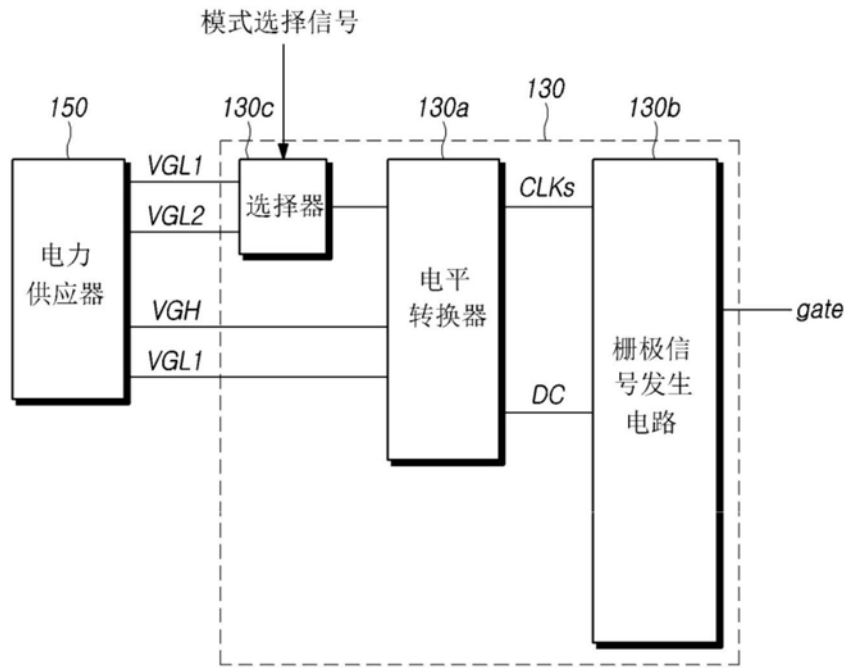 模式选择信号
150
130c
130a
130
130b
VGL1
VGL2
VGH
VGL1
电力
供应器
选择器
电平
转换器
CLKs
DC
栅极信
号发生
电路
gate